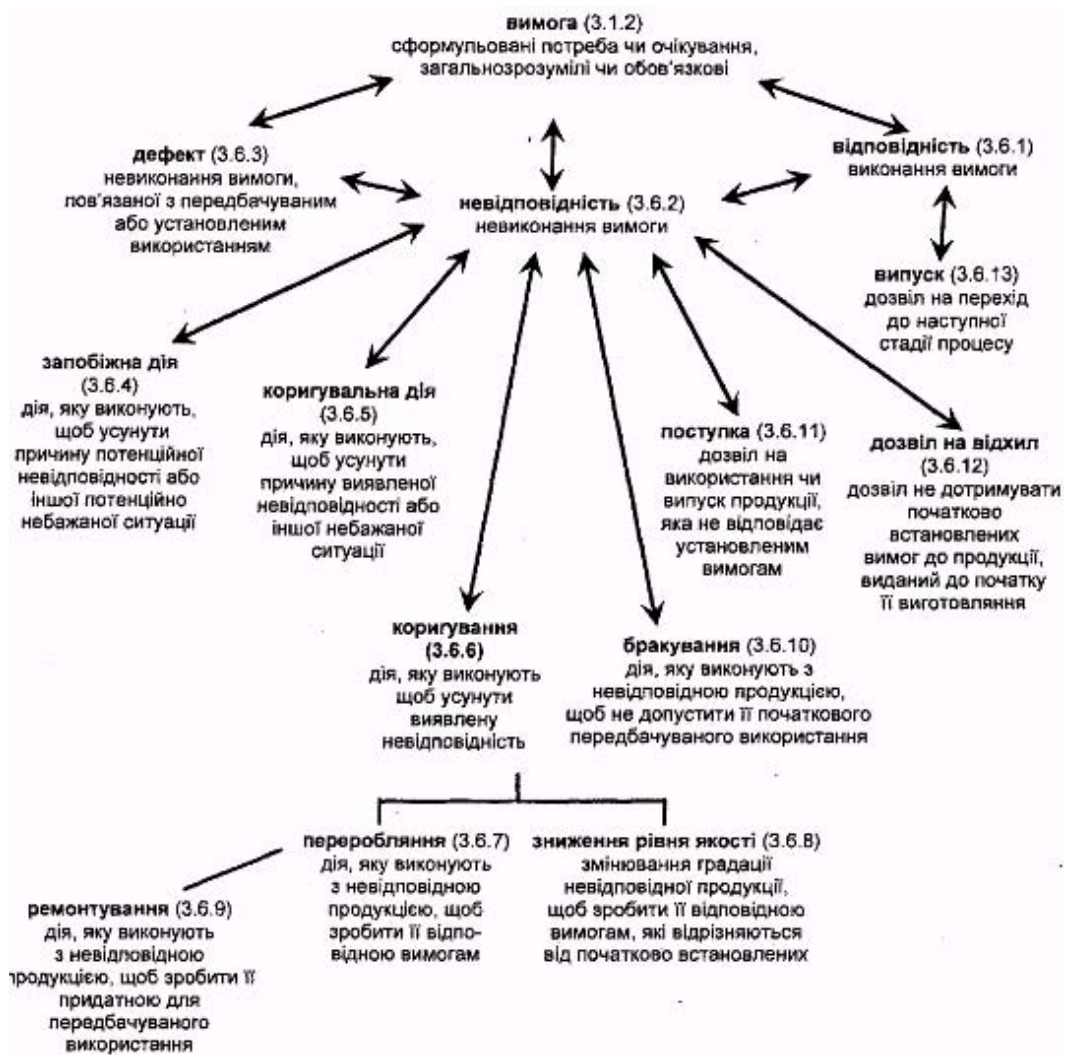 вимога (3.1.2)
сформульовані потреба чи очікування,
загальнозрозумілі чи обов'язкові
дефект (3.6.3)
невиконання вимоги,
пов'язаної з передбачуваним
або установленим
використанням
відповідність (3.6.1)
виконання вимоги
невідповідність (3.6.2)
невиконання вимоги
випуск (3.6.13)
дозвіл на перехід
до наступної
стадії процесу
запобіжна дія
(3.6.4)
дія, яку виконують,
щоб усунути
причину потенційної
невідповідності або
іншої потенційно
небажаної ситуації
коригувальна дія
(3.6.5)
дія, яку виконують,
щоб усунути
причину виявленої
невідповідності або
іншої небажаної
ситуації
поступка (3.6.11)
дозвіл на
використання чи
випуск продукції,
яка не відповідає
установленим
вимогам
дозвіл на відхил
(3.6.12)
дозвіл не дотримувати
початково
встановлених
вимог до продукції,
виданий до початку
її виготовляння
коригування
(3.6.6)
дія, яку виконують
щоб усунути
виявлену
невідповідність
бракування (3.6.10)
дія, яку виконують з
невідповідною продукцією,
щоб не допустити її початкового
передбачуваного використання
переробляння (3.6.7)
дія, яку виконують
з невідповідною
продукцією, щоб
зробити її відпо-
відною вимогам
зниження рівня якості (3.6.8)
змінювання градації
невідповідної продукції,
щоб зробити її відповідною
вимогам, які відрізняються
від початково встановлених
ремонтування (3.6.9)
дія, яку виконують
з невідповідною
продукцією, щоб зробити її
придатною для
передбачуваного
використання